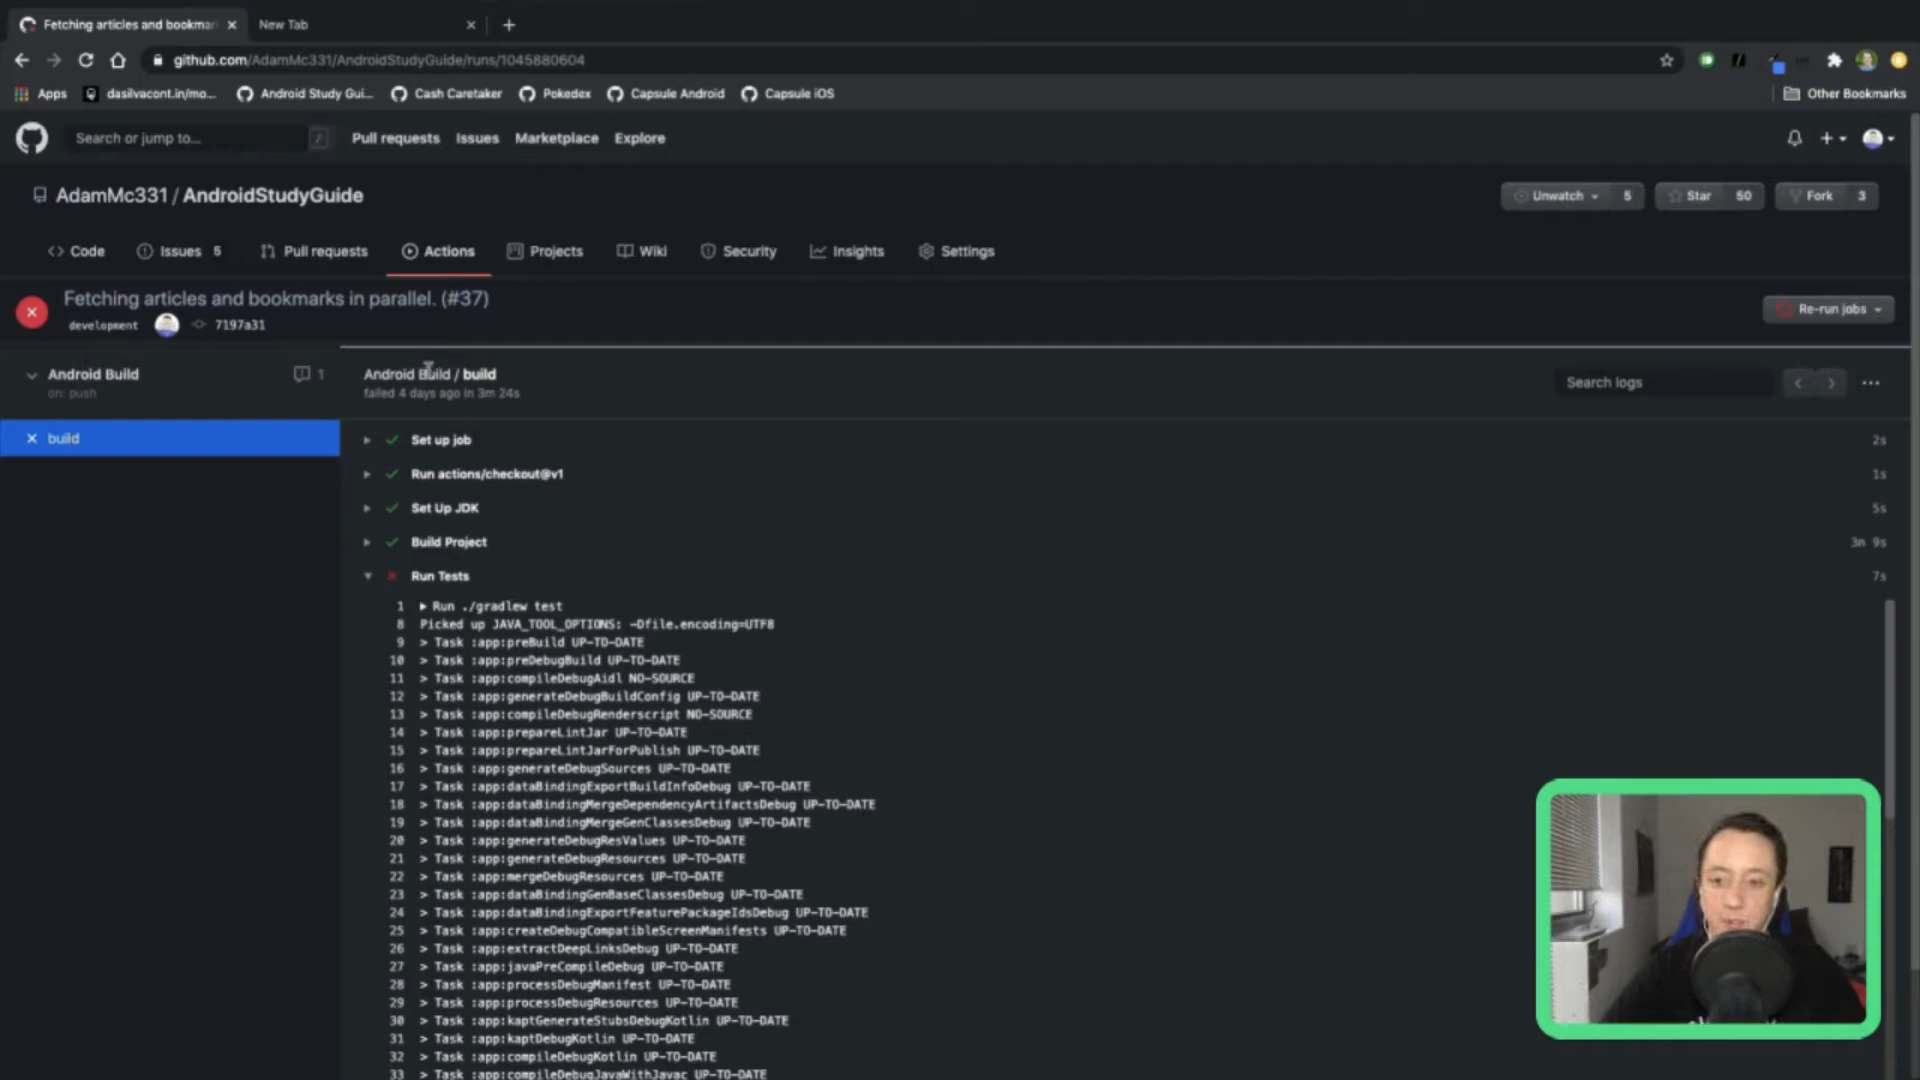 Fetching articles and bookmar
New Tab
github.com/AdamMc331/AndroidStudyGuide/runs/1045880604
Apps
dasilvacont.in/mo...
Android Study Gui...
Cash Caretaker
Pokedex
Capsule Android
Capsule iOS
Other Bookmarks
Search or jump to...
/
Pull requests
Issues
Marketplace
Explore
AdamMc331 / AndroidStudyGuide
Unwatch 5
Star 50
Fork 3
Code
Issues 5
Pull requests
Actions
Projects
Wiki
Security
Insights
Settings
Fetching articles and bookmarks in parallel. (#37)
development 7197a31
Re-run jobs
Android Build 1
on: push
build
Android Build / build
failed 4 days ago in 3m 24s
Search logs
Set up job 2s
Run actions/checkout@v1 1s
Set Up JDK 5s
Build Project 3m 9s
Run Tests 7s
1 Run ./gradlew test
8 Picked up JAVA_TOOL_OPTIONS: -Dfile.encoding=UTF8
9 > Task :app:preBuild UP-TO-DATE
10 > Task :app:preDebugBuild UP-TO-DATE
11 > Task :app:compileDebugAidl NO-SOURCE
12 > Task :app:generateDebugBuildConfig UP-TO-DATE
13 > Task :app:compileDebugRenderscript NO-SOURCE
14 > Task :app:prepareLintJar UP-TO-DATE
15 > Task :app:prepareLintJarForPublish UP-TO-DATE
16 > Task :app:generateDebugSources UP-TO-DATE
17 > Task :app:dataBindingExportBuildInfoDebug UP-TO-DATE
18 > Task :app:dataBindingMergeDependencyArtifactsDebug UP-TO-DATE
19 > Task :app:dataBindingMergeGenClassesDebug UP-TO-DATE
20 > Task :app:generateDebugResValues UP-TO-DATE
21 > Task :app:generateDebugResources UP-TO-DATE
22 > Task :app:mergeDebugResources UP-TO-DATE
23 > Task :app:dataBindingGenBaseClassesDebug UP-TO-DATE
24 > Task :app:dataBindingExportFeaturePackageIdsDebug UP-TO-DATE
25 > Task :app:createDebugCompatibleScreenManifests UP-TO-DATE
26 > Task :app:extractDeepLinksDebug UP-TO-DATE
27 > Task :app:javaPreCompileDebug UP-TO-DATE
28 > Task :app:processDebugManifest UP-TO-DATE
29 > Task :app:processDebugResources UP-TO-DATE
30 > Task :app:kaptGenerateStubsDebugKotlin UP-TO-DATE
31 > Task :app:kaptDebugKotlin UP-TO-DATE
32 > Task :app:compileDebugKotlin UP-TO-DATE
33 > Task :app:compileDebugJavaWithJavac UP-TO-DATE